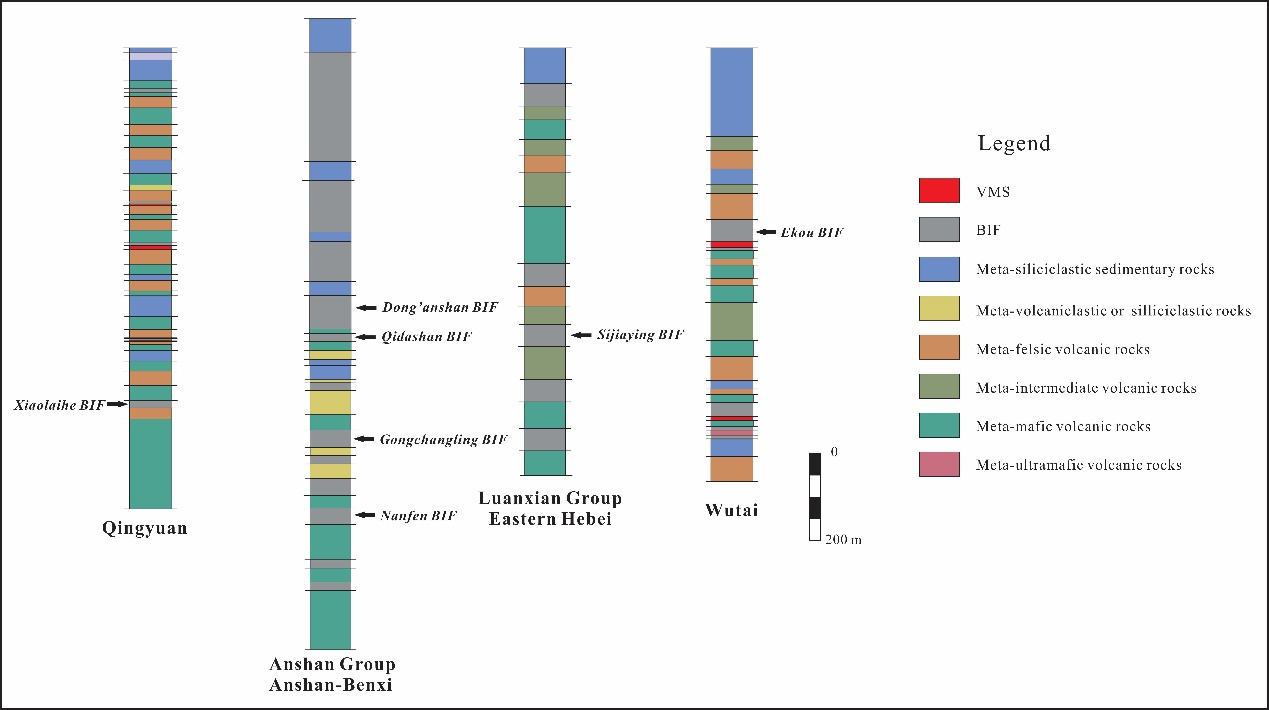 Legend
VMS
BIF
Meta-siliciclastic sedimentary rocks
Meta-volcaniclastic or silliciclastic rocks
Meta-felsic volcanic rocks
Meta-intermediate volcanic rocks
Meta-mafic volcanic rocks
Meta-ultramafic volcanic rocks
Xiaolaihe BIF
Qingyuan
Dong'anshan BIF
Qidashan BIF
Gongchangling BIF
Nanfen BIF
Anshan Group
Anshan-Benxi
Sijiaying BIF
Luanxian Group
Eastern Hebei
Ekou BIF
Wutai
0
200 m